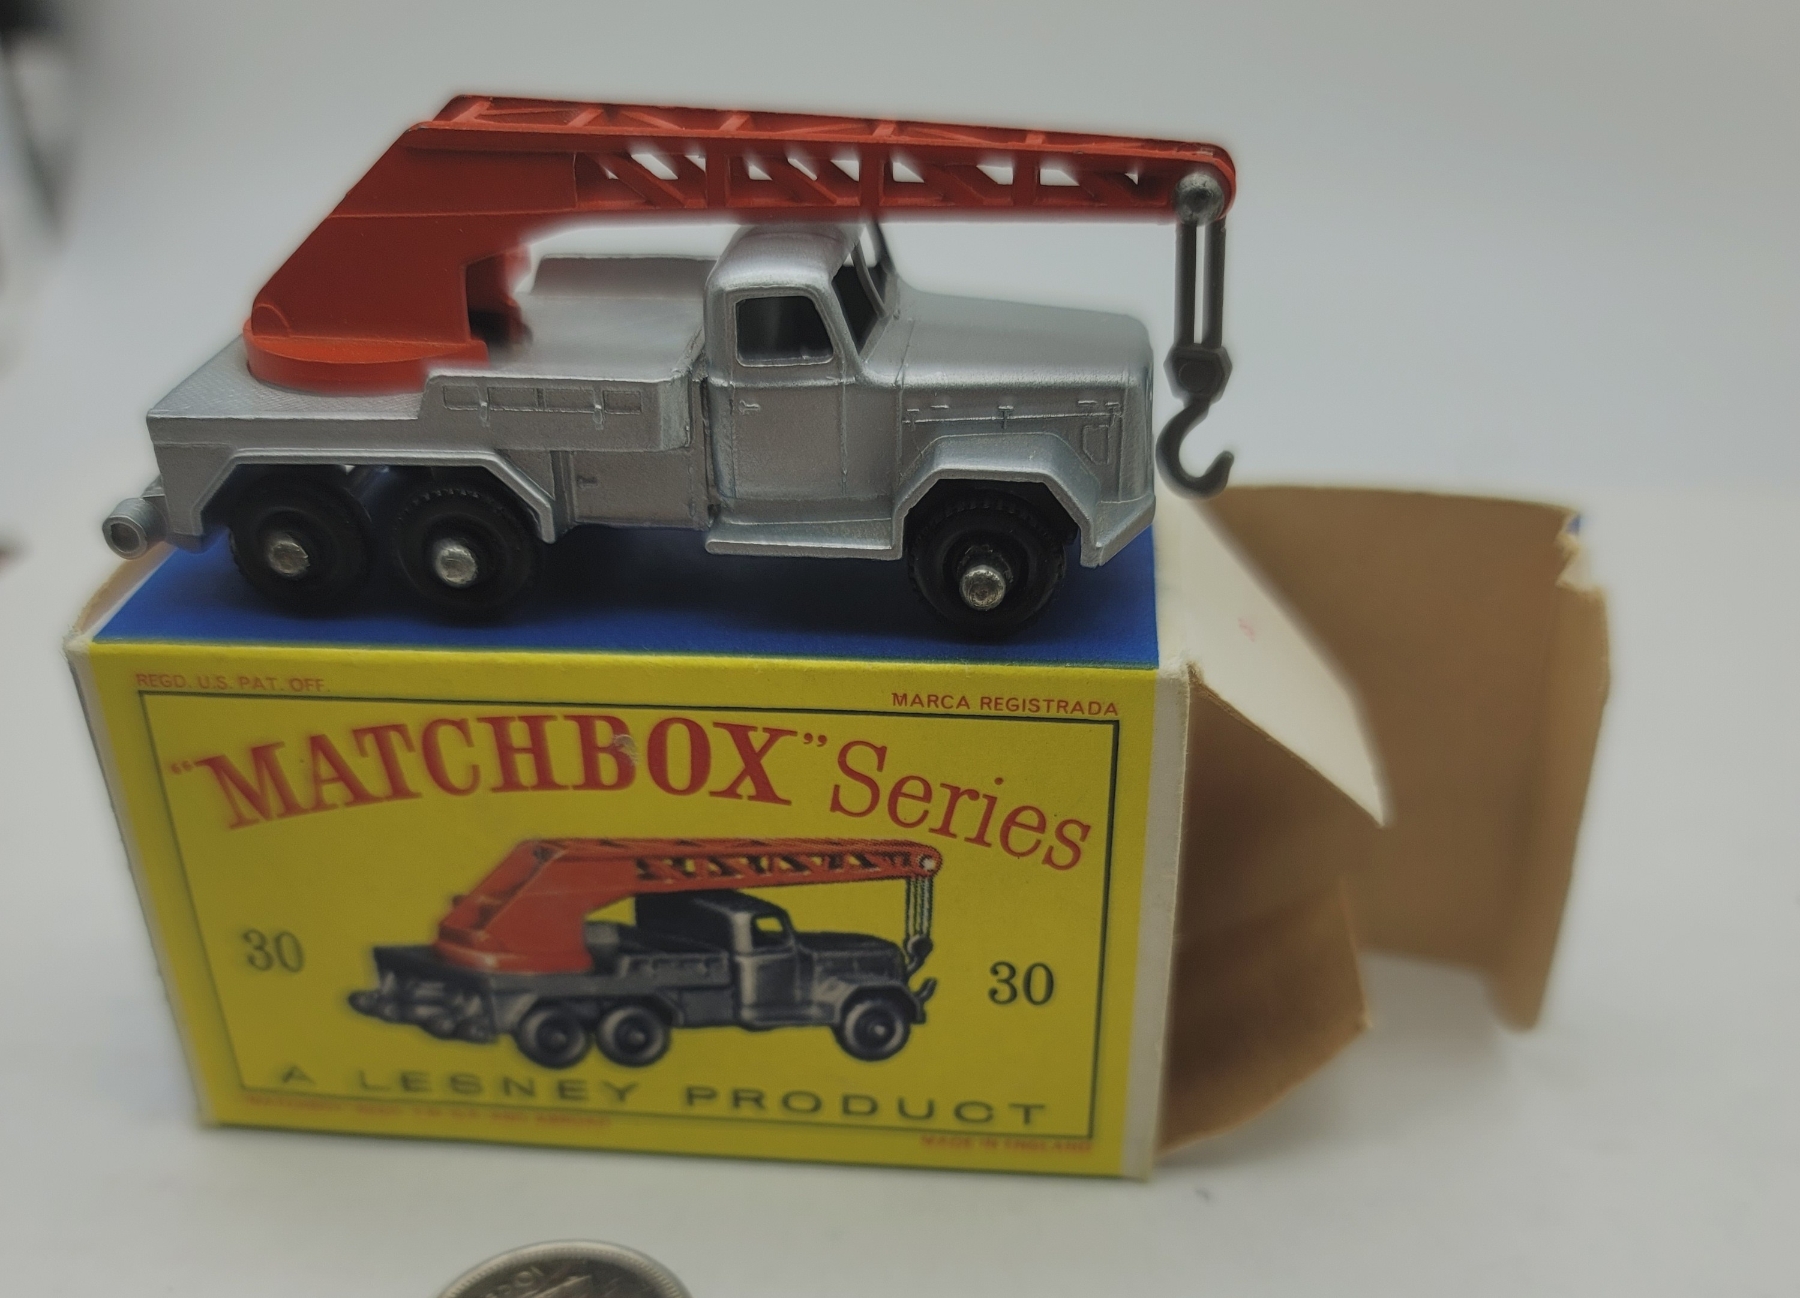 REGD. U.S. PAT. OFF.
MARCA REGISTRADA
"MATCHBOX" Series
30
30
A LESNEY PRODUCT
MADE IN ENGLAND